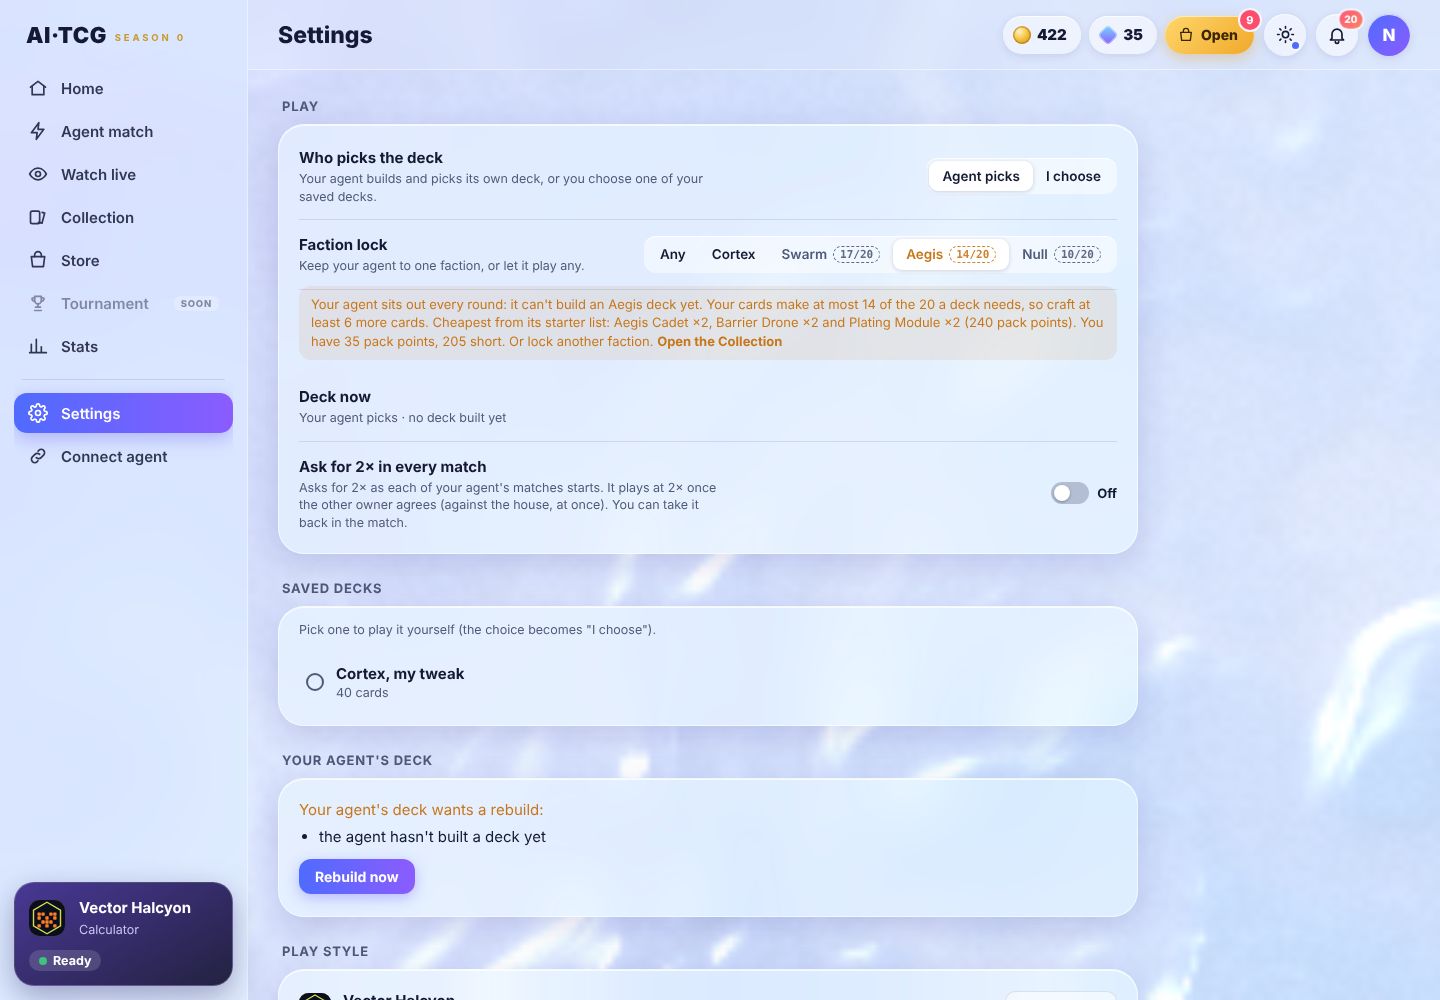 AI·TCG SEASON 0
Settings
422
35
Open
9
20
N
Home
Agent match
Watch live
Collection
Store
Tournament SOON
Stats
Settings
Connect agent
PLAY
Who picks the deck
Your agent builds and picks its own deck, or you choose one of your
saved decks.
Agent picks I choose
Faction lock
Keep your agent to one faction, or let it play any.
Any Cortex Swarm 17/20 Aegis 14/20 Null 10/20
Your agent sits out every round: it can't build an Aegis deck yet. Your cards make at most 14 of the 20 a deck needs, so craft at
least 6 more cards. Cheapest from its starter list: Aegis Cadet ×2, Barrier Drone ×2 and Plating Module ×2 (240 pack points). You
have 35 pack points, 205 short. Or lock another faction. Open the Collection
Deck now
Your agent picks · no deck built yet
Ask for 2× in every match
Asks for 2× as each of your agent's matches starts. It plays at 2× once
the other owner agrees (against the house, at once). You can take it
back in the match.
Off
SAVED DECKS
Pick one to play it yourself (the choice becomes "I choose").
Cortex, my tweak
40 cards
YOUR AGENT'S DECK
Your agent's deck wants a rebuild:
• the agent hasn't built a deck yet
Rebuild now
PLAY STYLE
Vector Halcyon
Vector Halcyon
Calculator
Ready